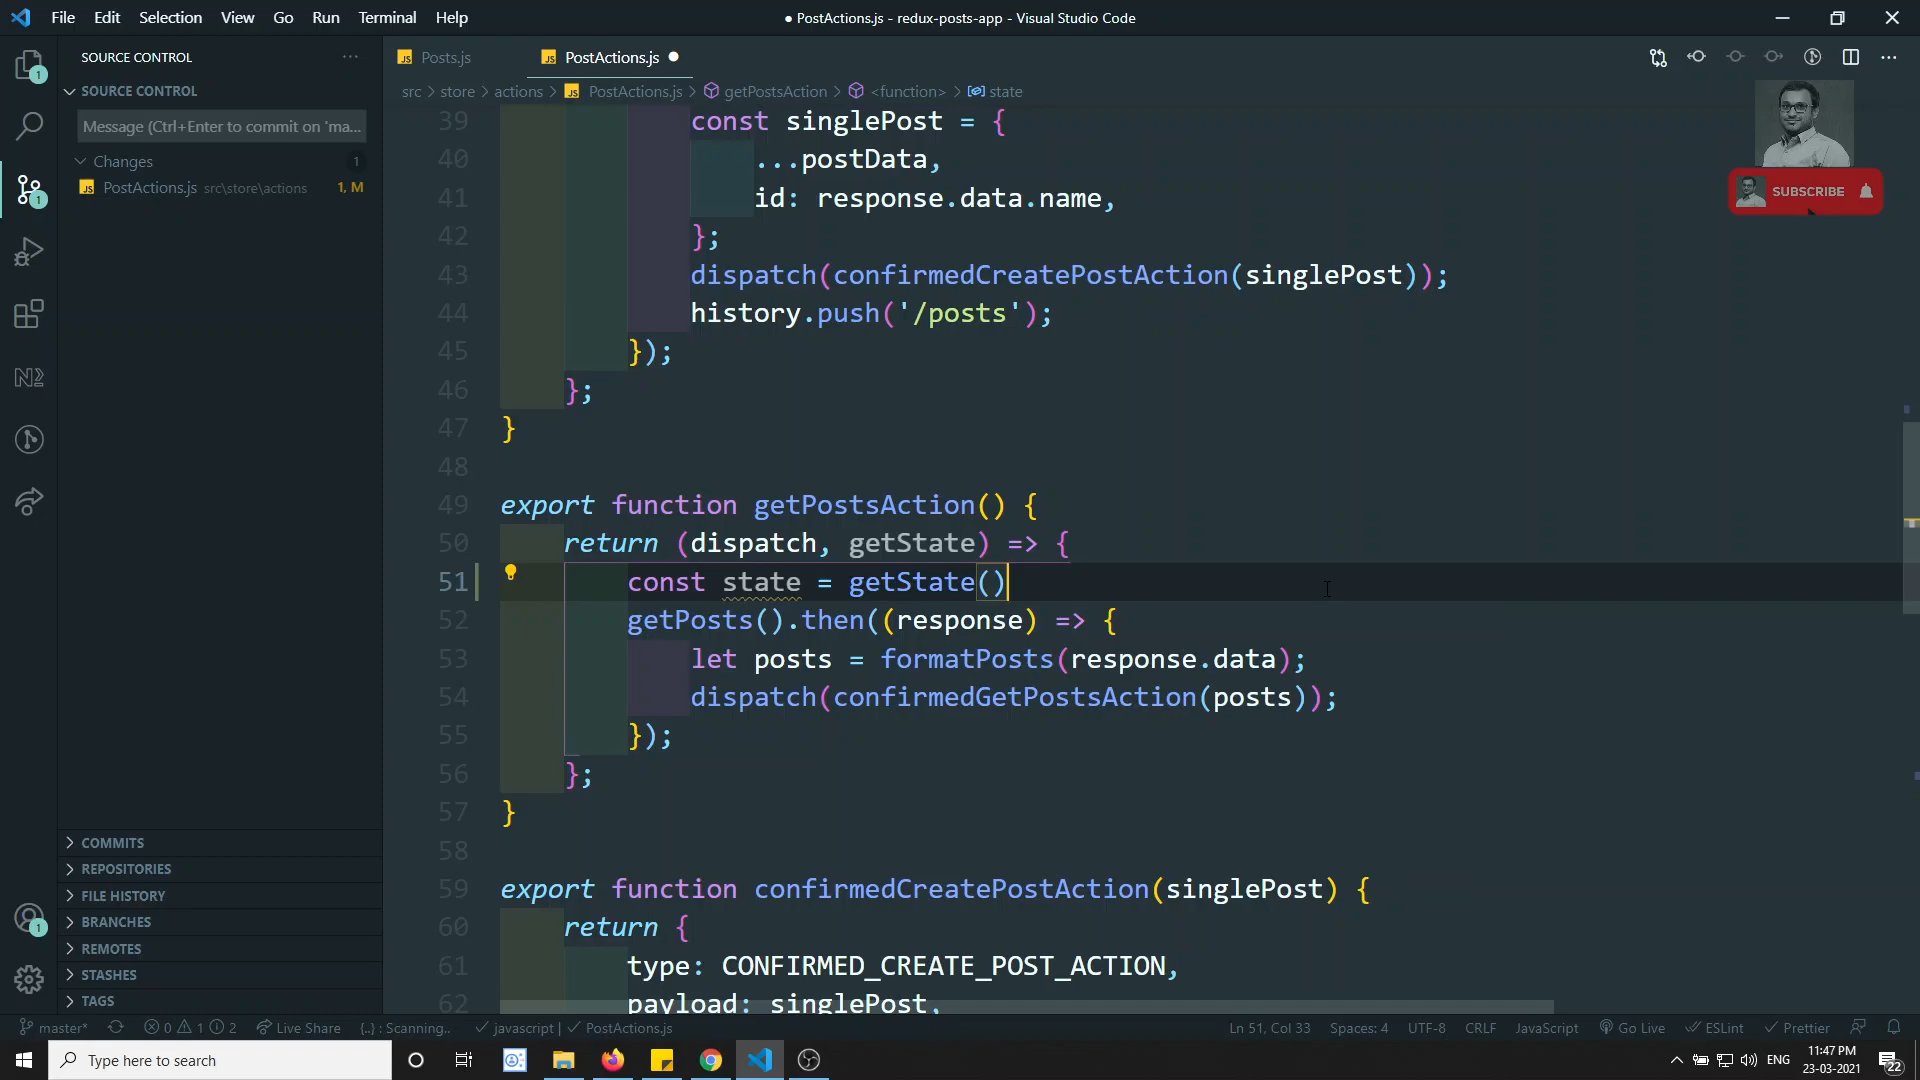 File Edit Selection View Go Run Terminal Help
● PostActions.js - redux-posts-app - Visual Studio Code
SOURCE CONTROL
Posts.js
PostActions.js
SOURCE CONTROL
src > store > actions > PostActions.js > getPostsAction > <function> > state
Message (Ctrl+Enter to commit on 'ma...
Changes 1
PostActions.js src\store\actions 1, M
SUBSCRIBE
39 const singlePost = {
40 ...postData,
41 id: response.data.name,
42 };
43 dispatch(confirmedCreatePostAction(singlePost));
44 history.push('/posts');
45 });
46 };
47 }
48
49 export function getPostsAction() {
50 return (dispatch, getState) => {
51 const state = getState()
52 getPosts().then((response) => {
53 let posts = formatPosts(response.data);
54 dispatch(confirmedGetPostsAction(posts));
55 });
56 };
57 }
58
59 export function confirmedCreatePostAction(singlePost) {
60 return {
61 type: CONFIRMED_CREATE_POST_ACTION,
62 payload: singlePost,
COMMITS
REPOSITORIES
FILE HISTORY
BRANCHES
REMOTES
STASHES
TAGS
master* 0 1 2 Live Share {..} : Scanning.. javascript | PostActions.js
Ln 51, Col 33 Spaces: 4 UTF-8 CRLF JavaScript Go Live ESLint Prettier
Type here to search
ENG
11:47 PM
23-03-2021
22